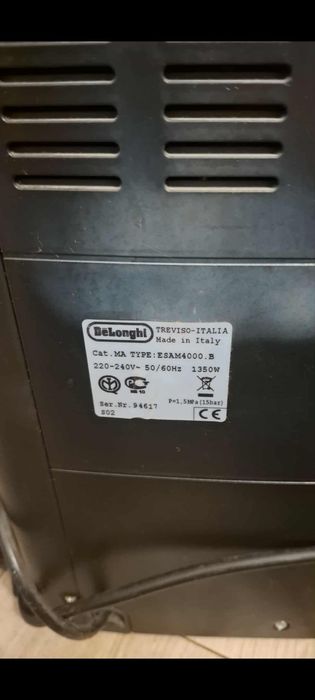 DeLonghi
TREVISO-ITALIA
Made in Italy
Cat.MA TYPE:ESAM4000.B
220-240V~ 50/60Hz 1350W
Ser.Nr.94617
P=1,5MPa(15bar)
S02
CE